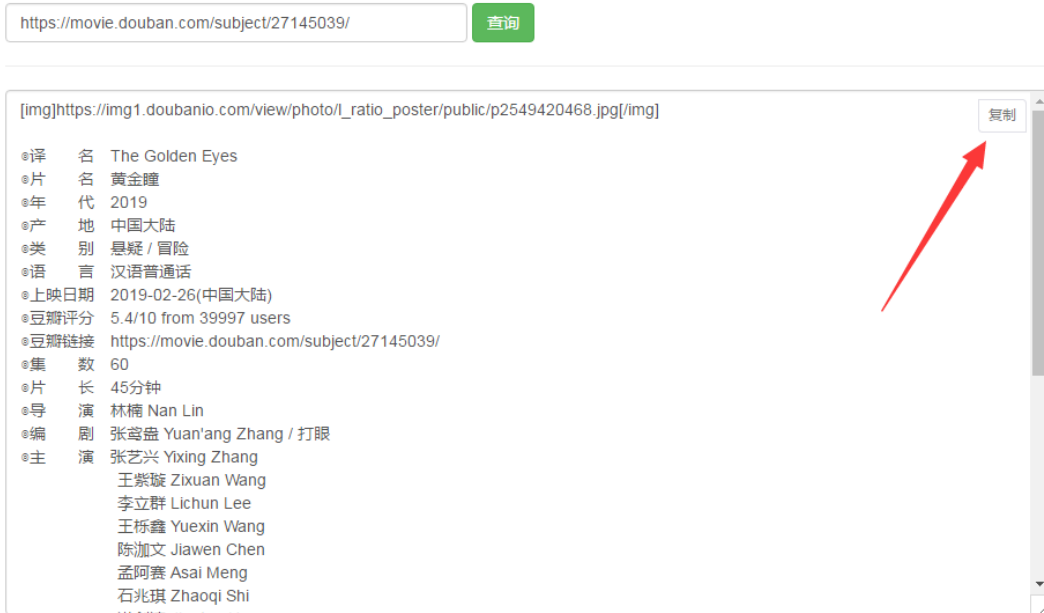 https://movie.douban.com/subject/27145039/ 查询
[img]https://img1.doubanio.com/view/photo/l_ratio_poster/public/p2549420468.jpg[/img]
复制
◎译 名 The Golden Eyes
◎片 名 黄金瞳
◎年 代 2019
◎产 地 中国大陆
◎类 别 悬疑 / 冒险
◎语 言 汉语普通话
◎上映日期 2019-02-26(中国大陆)
◎豆瓣评分 5.4/10 from 39997 users
◎豆瓣链接 https://movie.douban.com/subject/27145039/
◎集 数 60
◎片 长 45分钟
◎导 演 林楠 Nan Lin
◎编 剧 张鸢盎 Yuan'ang Zhang / 打眼
◎主 演 张艺兴 Yixing Zhang
王紫璇 Zixuan Wang
李立群 Lichun Lee
王栎鑫 Yuexin Wang
陈泇文 Jiawen Chen
孟阿赛 Asai Meng
石兆琪 Zhaoqi Shi